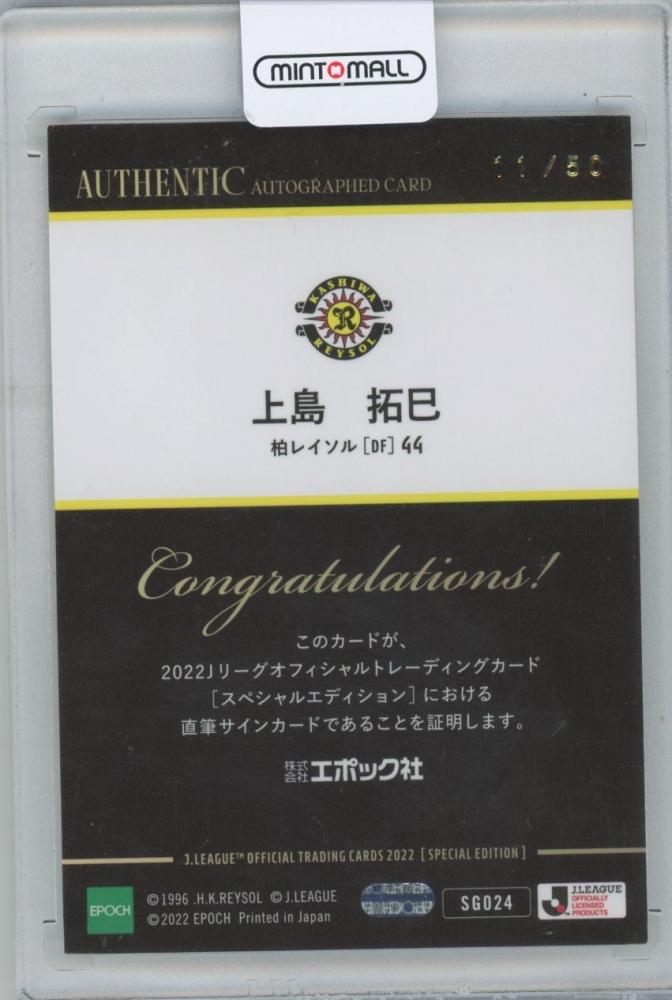 MINTOMALL
AUTHENTIC AUTOGRAPHED CARD
11/50
KASHIWA
R
REYSOL
上島 拓巳
柏レイソル [DF] 44
Congratulations!
このカードが、
2022Jリーグオフィシャルトレーディングカード
[スペシャルエディション]における
直筆サインカードであることを証明します。
株式会社エポック社
J.LEAGUE™ OFFICIAL TRADING CARDS 2022 [SPECIAL EDITION]
EPOCH
©1996 .H.K.REYSOL ©J.LEAGUE
©2022 EPOCH Printed in Japan
SG024
J.LEAGUE
OFFICIALLY
LICENSED
PRODUCTS